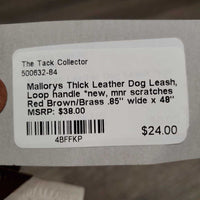 The Tack Collector
500632-84
Mallorys Thick Leather Dog Leash,
Loop handle *new, mnr scratches
Red Brown/Brass .85" wide x 48"
MSRP: $38.00
$24.00
4BFFKP